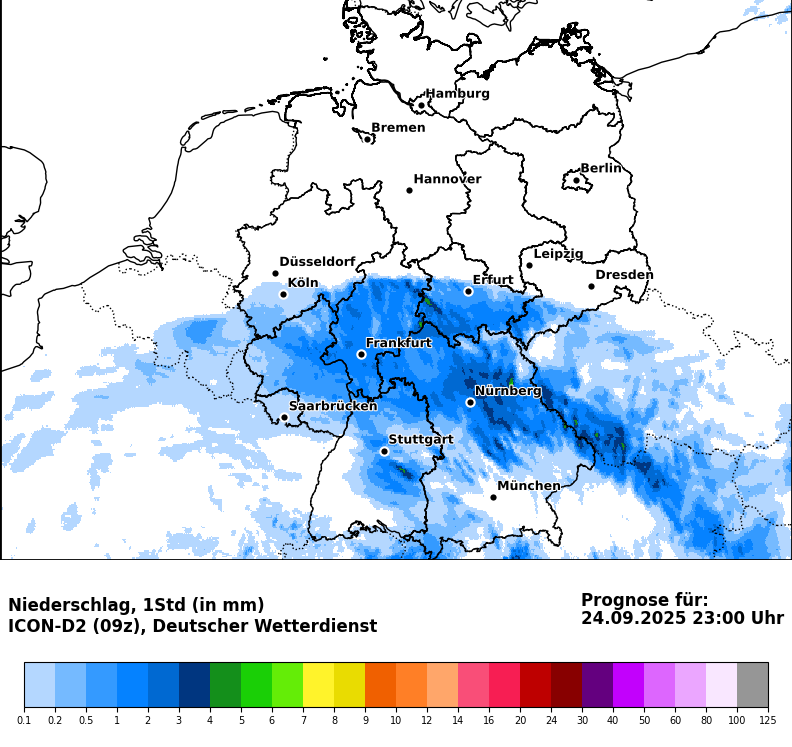 Hamburg
Bremen
Berlin
Hannover
Leipzig
Düsseldorf
Dresden
Köln
Erfurt
Frankfurt
Nürnberg
Saarbrücken
Stuttgart
München
Niederschlag, 1Std (in mm)
ICON-D2 (09z), Deutscher Wetterdienst
Prognose für:
24.09.2025 23:00 Uhr
0.1 0.2 0.5 1 2 3 4 5 6 7 8 9 10 12 14 16 20 24 30 40 50 60 80 100 125